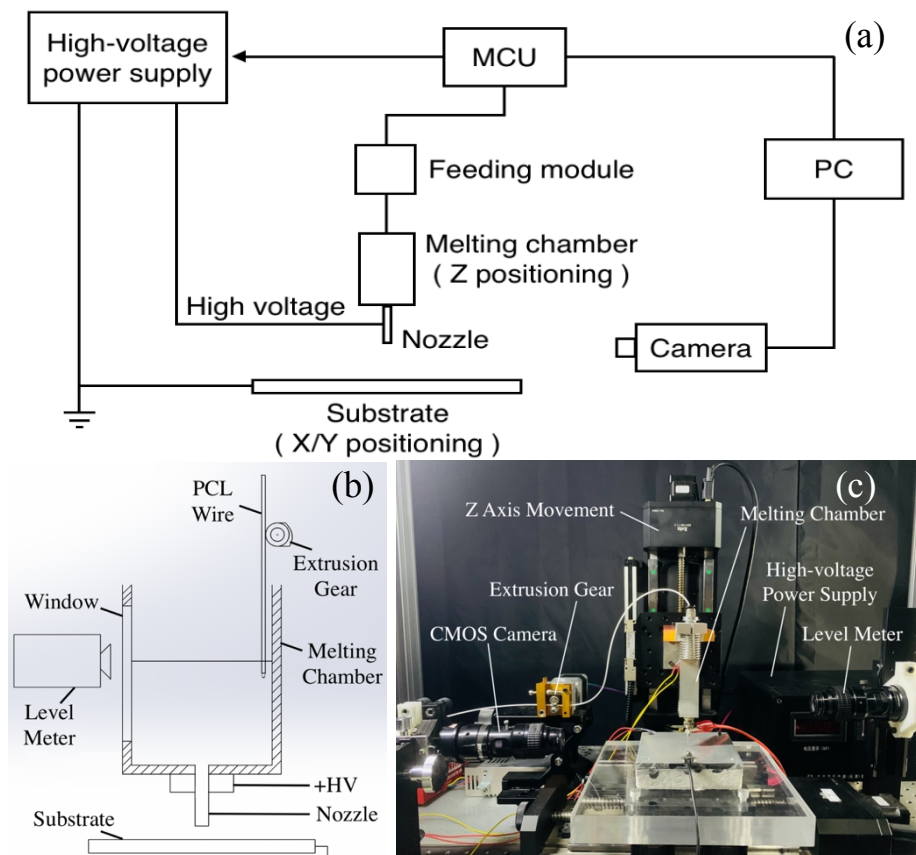 (a)
High-voltage
power supply
MCU
PC
Feeding module
Melting chamber
( Z positioning )
High voltage
Nozzle
Camera
Substrate
( X/Y positioning )
(b)
PCL
Wire
Extrusion
Gear
Window
Melting
Chamber
Level
Meter
+HV
Nozzle
Substrate
(c)
Z Axis Movement
Melting Chamber
Extrusion Gear
High-voltage
Power Supply
CMOS Camera
Level Meter